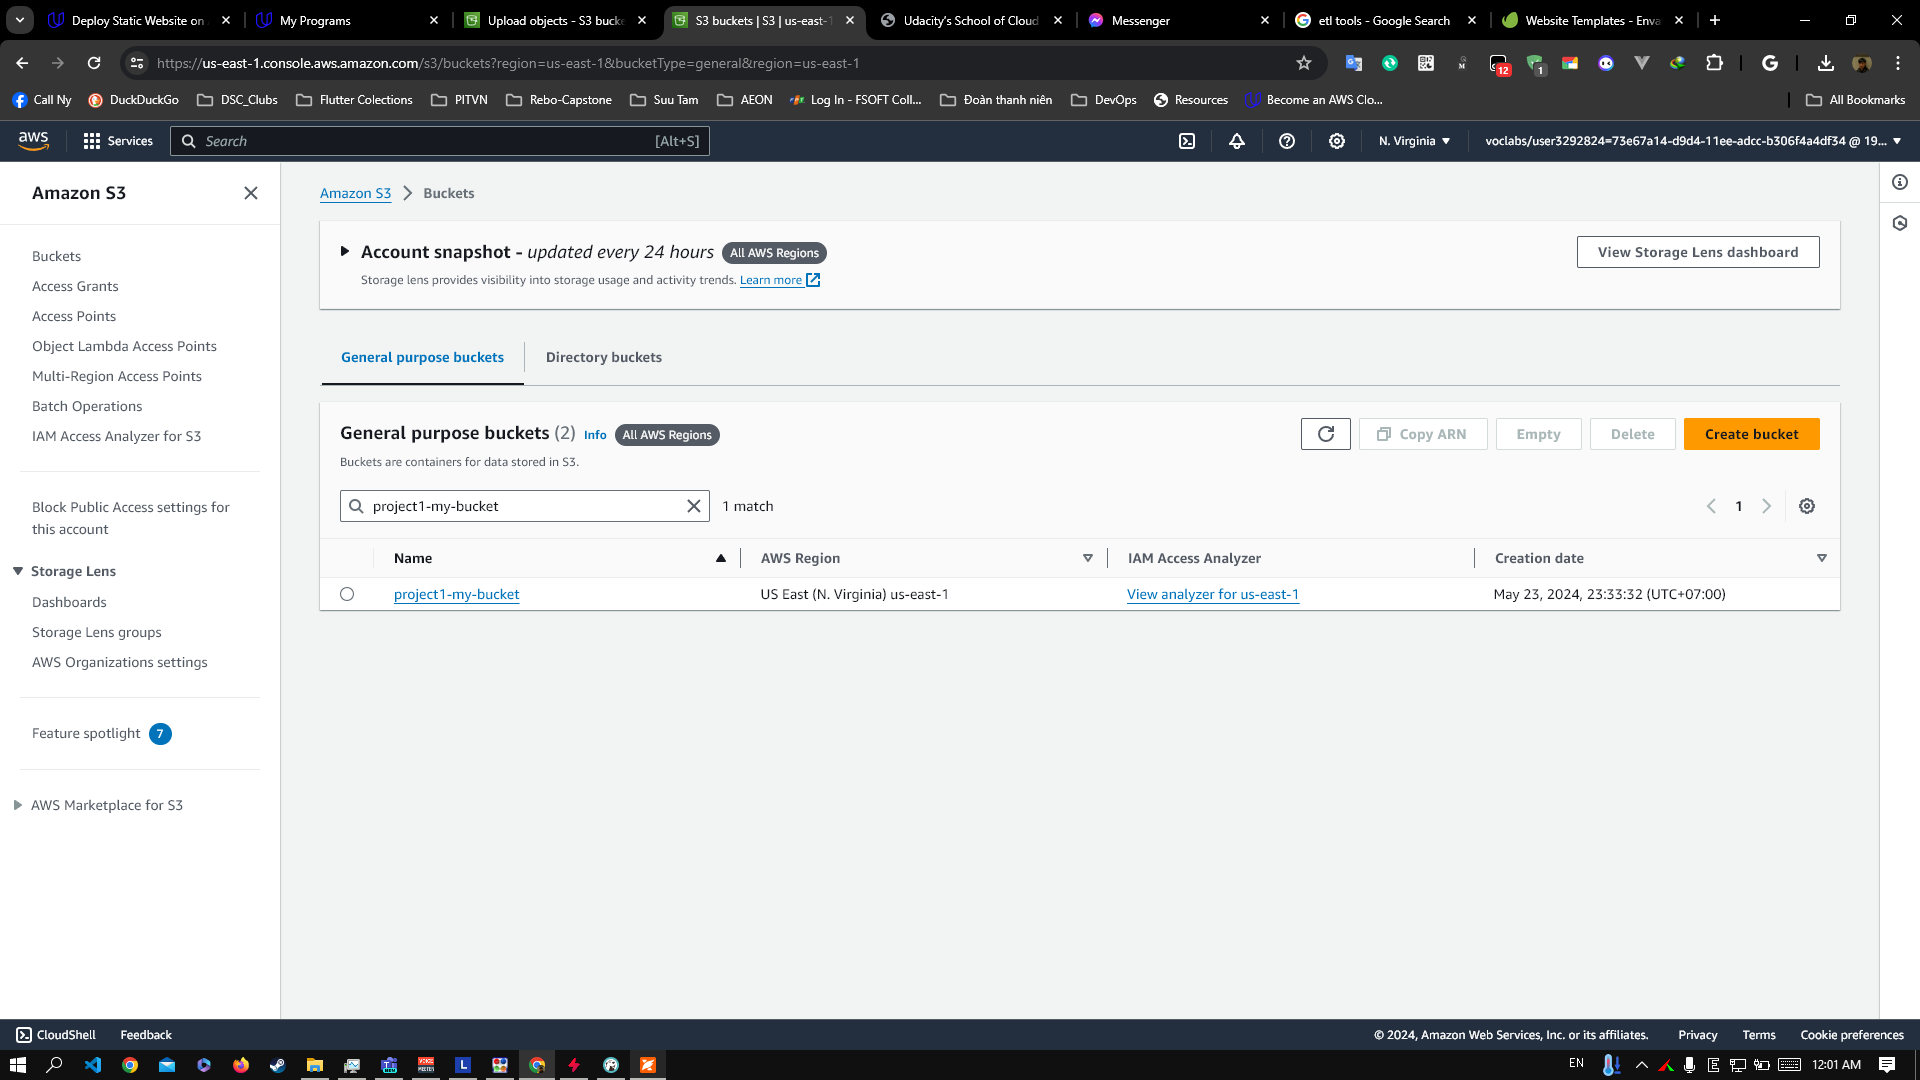 Deploy Static Website on
My Programs
Upload objects - S3 bucke
S3 buckets | S3 | us-east-1
Udacity's School of Cloud
Messenger
etl tools - Google Search
Website Templates - Enva
https://us-east-1.console.aws.amazon.com/s3/buckets?region=us-east-1&bucketType=general&region=us-east-1
12
1
Call Ny
DuckDuckGo
DSC_Clubs
Flutter Colections
PITVN
Rebo-Capstone
Suu Tam
AEON
Log In - FSOFT Coll...
Đoàn thanh niên
DevOps
Resources
Become an AWS Clo...
All Bookmarks
aws
Services
Search
[Alt+S]
N. Virginia
voclabs/user3292824=73e67a14-d9d4-11ee-adcc-b306f4a4df34 @ 19...
Amazon S3
Buckets
Access Grants
Access Points
Object Lambda Access Points
Multi-Region Access Points
Batch Operations
IAM Access Analyzer for S3
Block Public Access settings for
this account
Storage Lens
Dashboards
Storage Lens groups
AWS Organizations settings
Feature spotlight 7
AWS Marketplace for S3
Amazon S3 > Buckets
Account snapshot - updated every 24 hours All AWS Regions
Storage lens provides visibility into storage usage and activity trends. Learn more
View Storage Lens dashboard
General purpose buckets
Directory buckets
General purpose buckets (2) Info All AWS Regions
Buckets are containers for data stored in S3.
Copy ARN
Empty
Delete
Create bucket
project1-my-bucket
1 match
1
Name
AWS Region
IAM Access Analyzer
Creation date
project1-my-bucket
US East (N. Virginia) us-east-1
View analyzer for us-east-1
May 23, 2024, 23:33:32 (UTC+07:00)
CloudShell
Feedback
© 2024, Amazon Web Services, Inc. or its affiliates.
Privacy
Terms
Cookie preferences
EN
12:01 AM